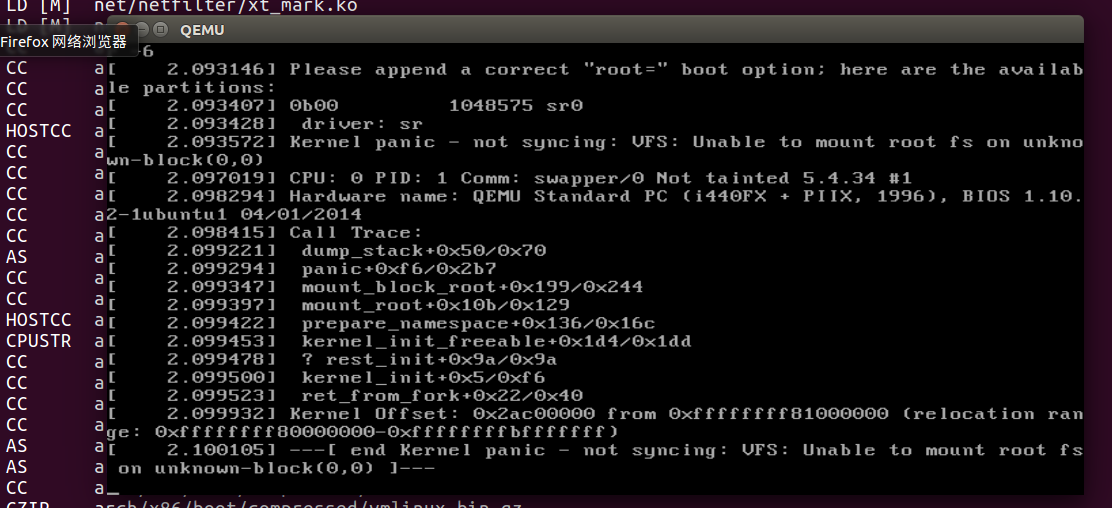 LD [M]  net/netfilter/xt_mark.ko
LD [M]
QEMU
Firefox 网络浏览器
-6
CC a[    2.093146] Please append a correct "root=" boot option; here are the availab
CC ale partitions:
CC a[    2.093407] 0b00         1048575 sr0
HOSTCC a[    2.093428]  driver: sr
CC a[    2.093572] Kernel panic - not syncing: VFS: Unable to mount root fs on unkno
CC awn-block(0,0)
CC a[    2.097019] CPU: 0 PID: 1 Comm: swapper/0 Not tainted 5.4.34 #1
CC a[    2.098294] Hardware name: QEMU Standard PC (i440FX + PIIX, 1996), BIOS 1.10.
CC a2-1ubuntu1 04/01/2014
AS a[    2.098415] Call Trace:
CC a[    2.099221]  dump_stack+0x50/0x70
[    2.099294]  panic+0xf6/0x2b7
CC a[    2.099347]  mount_block_root+0x199/0x244
HOSTCC a[    2.099397]  mount_root+0x10b/0x129
[    2.099422]  prepare_namespace+0x136/0x16c
CPUSTR a[    2.099453]  kernel_init_freeable+0x1d4/0x1dd
CC a[    2.099478]  ? rest_init+0x9a/0x9a
CC a[    2.099500]  kernel_init+0x5/0xf6
CC a[    2.099523]  ret_from_fork+0x22/0x40
CC a[    2.099932] Kernel Offset: 0x2ac00000 from 0xffffffff81000000 (relocation ran
AS age: 0xffffffff80000000-0xffffffffbfffffff)
AS a[    2.100105] ---[ end Kernel panic - not syncing: VFS: Unable to mount root fs
CC a on unknown-block(0,0) ]---
GZIP arch/x86/boot/compressed/vmlinux.bin.gz